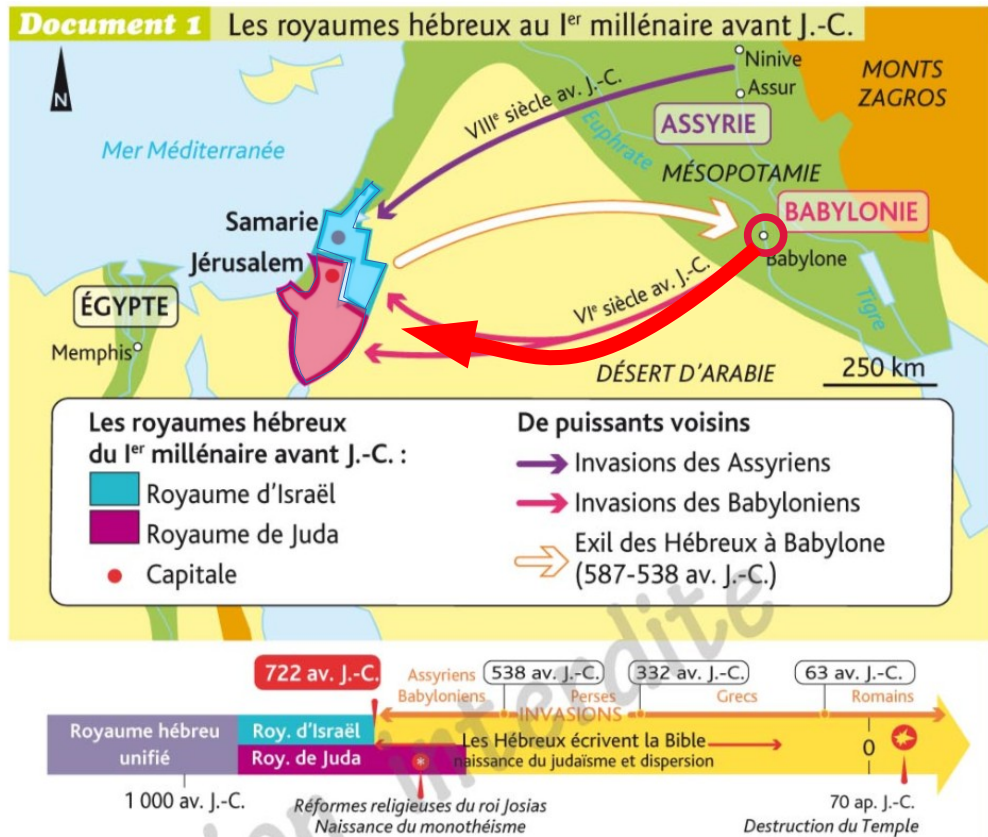 Document 1 Les royaumes hébreux au Ier millénaire avant J.-C.
N
Mer Méditerranée
VIIIe siècle av. J.-C.
Ninive
Assur
MONTS
ZAGROS
ASSYRIE
Euphrate
MÉSOPOTAMIE
BABYLONIE
Babylone
Tigre
Samarie
Jérusalem
VIe siècle av. J.-C.
ÉGYPTE
Memphis
DÉSERT D'ARABIE
250 km
Les royaumes hébreux
du Ier millénaire avant J.-C. :
Royaume d'Israël
Royaume de Juda
Capitale
De puissants voisins
Invasions des Assyriens
Invasions des Babyloniens
Exil des Hébreux à Babylone
(587-538 av. J.-C.)
722 av. J.-C.
Assyriens
Babyloniens
538 av. J.-C.
Perses
332 av. J.-C.
Grecs
63 av. J.-C.
Romains
INVASIONS
Royaume hébreu
unifié
Roy. d'Israël
Roy. de Juda
Les Hébreux écrivent la Bible
naissance du judaïsme et dispersion
0
1 000 av. J.-C.
Réformes religieuses du roi Josias
Naissance du monothéisme
70 ap. J.-C.
Destruction du Temple
interdite